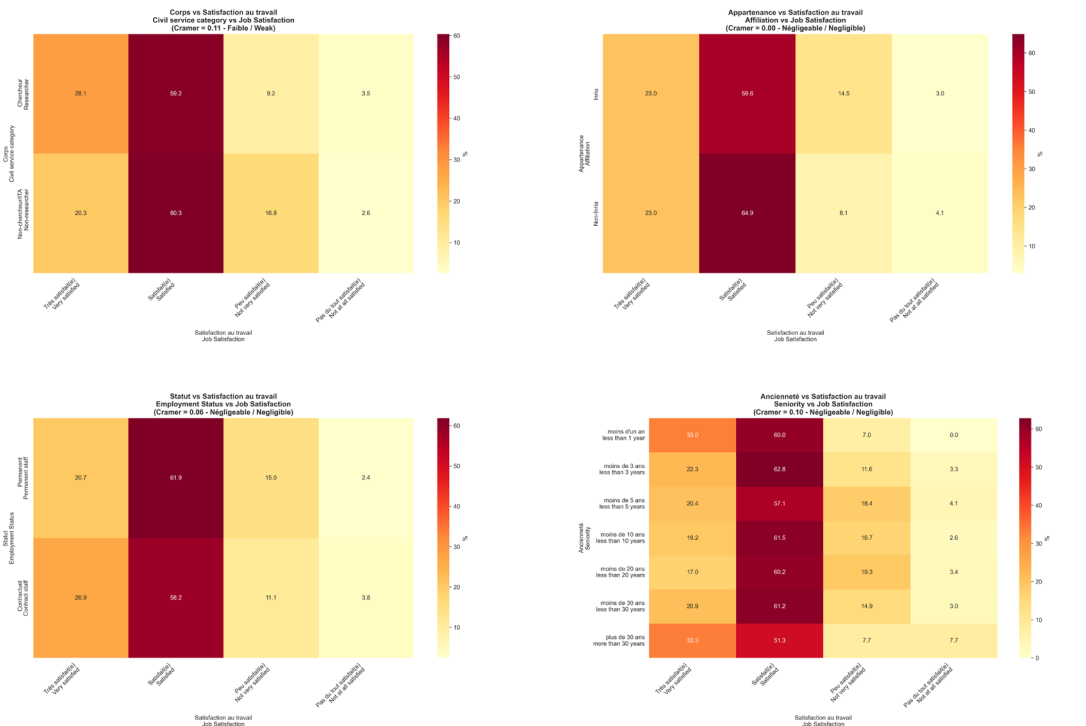 Corps vs Satisfaction au travail
Civil service category vs Job Satisfaction
(Cramer = 0.11 - Faible / Weak)
Corps
Civil service category
Chercheur
Researcher
28.1 59.2 9.2 3.5
Non-chercheur/ITA
Non-researcher
20.3 60.3 16.8 2.6
Très satisfait(e)
Very satisfied
Satisfait(e)
Satisfied
Peu satisfait(e)
Not very satisfied
Pas du tout satisfait(e)
Not at all satisfied
Satisfaction au travail
Job Satisfaction
60
50
40
30
20
10
%
Appartenance vs Satisfaction au travail
Affiliation vs Job Satisfaction
(Cramer = 0.00 - Négligeable / Negligible)
Appartenance
Affiliation
Inria
23.0 59.6 14.5 3.0
Non-Inria
23.0 64.9 8.1 4.1
Très satisfait(e)
Very satisfied
Satisfait(e)
Satisfied
Peu satisfait(e)
Not very satisfied
Pas du tout satisfait(e)
Not at all satisfied
Satisfaction au travail
Job Satisfaction
60
50
40
30
20
10
%
Statut vs Satisfaction au travail
Employment Status vs Job Satisfaction
(Cramer = 0.06 - Négligeable / Negligible)
Statut
Employment Status
Permanent
Permanent staff
20.7 61.9 15.0 2.4
Contractuel
Contract staff
26.9 58.2 11.1 3.8
Très satisfait(e)
Very satisfied
Satisfait(e)
Satisfied
Peu satisfait(e)
Not very satisfied
Pas du tout satisfait(e)
Not at all satisfied
Satisfaction au travail
Job Satisfaction
60
50
40
30
20
10
%
Ancienneté vs Satisfaction au travail
Seniority vs Job Satisfaction
(Cramer = 0.10 - Négligeable / Negligible)
Ancienneté
Seniority
moins d'un an
less than 1 year
33.0 60.0 7.0 0.0
moins de 3 ans
less than 3 years
22.3 62.8 11.6 3.3
moins de 5 ans
less than 5 years
20.4 57.1 18.4 4.1
moins de 10 ans
less than 10 years
19.2 61.5 16.7 2.6
moins de 20 ans
less than 20 years
17.0 60.2 19.3 3.4
moins de 30 ans
less than 30 years
20.9 61.2 14.9 3.0
plus de 30 ans
more than 30 years
33.3 51.3 7.7 7.7
Très satisfait(e)
Very satisfied
Satisfait(e)
Satisfied
Peu satisfait(e)
Not very satisfied
Pas du tout satisfait(e)
Not at all satisfied
Satisfaction au travail
Job Satisfaction
60
50
40
30
20
10
0
%